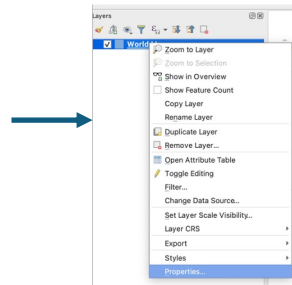 Layers
World
Zoom to Layer
Zoom to Selection
Show in Overview
Show Feature Count
Copy Layer
Rename Layer
Duplicate Layer
Remove Layer...
Open Attribute Table
Toggle Editing
Filter...
Change Data Source...
Set Layer Scale Visibility...
Layer CRS
Export
Styles
Properties...